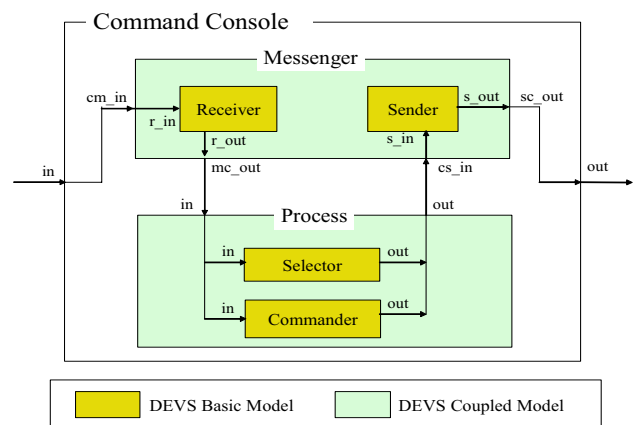 Command Console
Messenger
cm_in
Receiver
Sender
s_out
sc_out
r_in
r_out
s_in
in
mc_out
cs_in
out
in
Process
out
in
Selector
out
in
Commander
out
DEVS Basic Model
DEVS Coupled Model